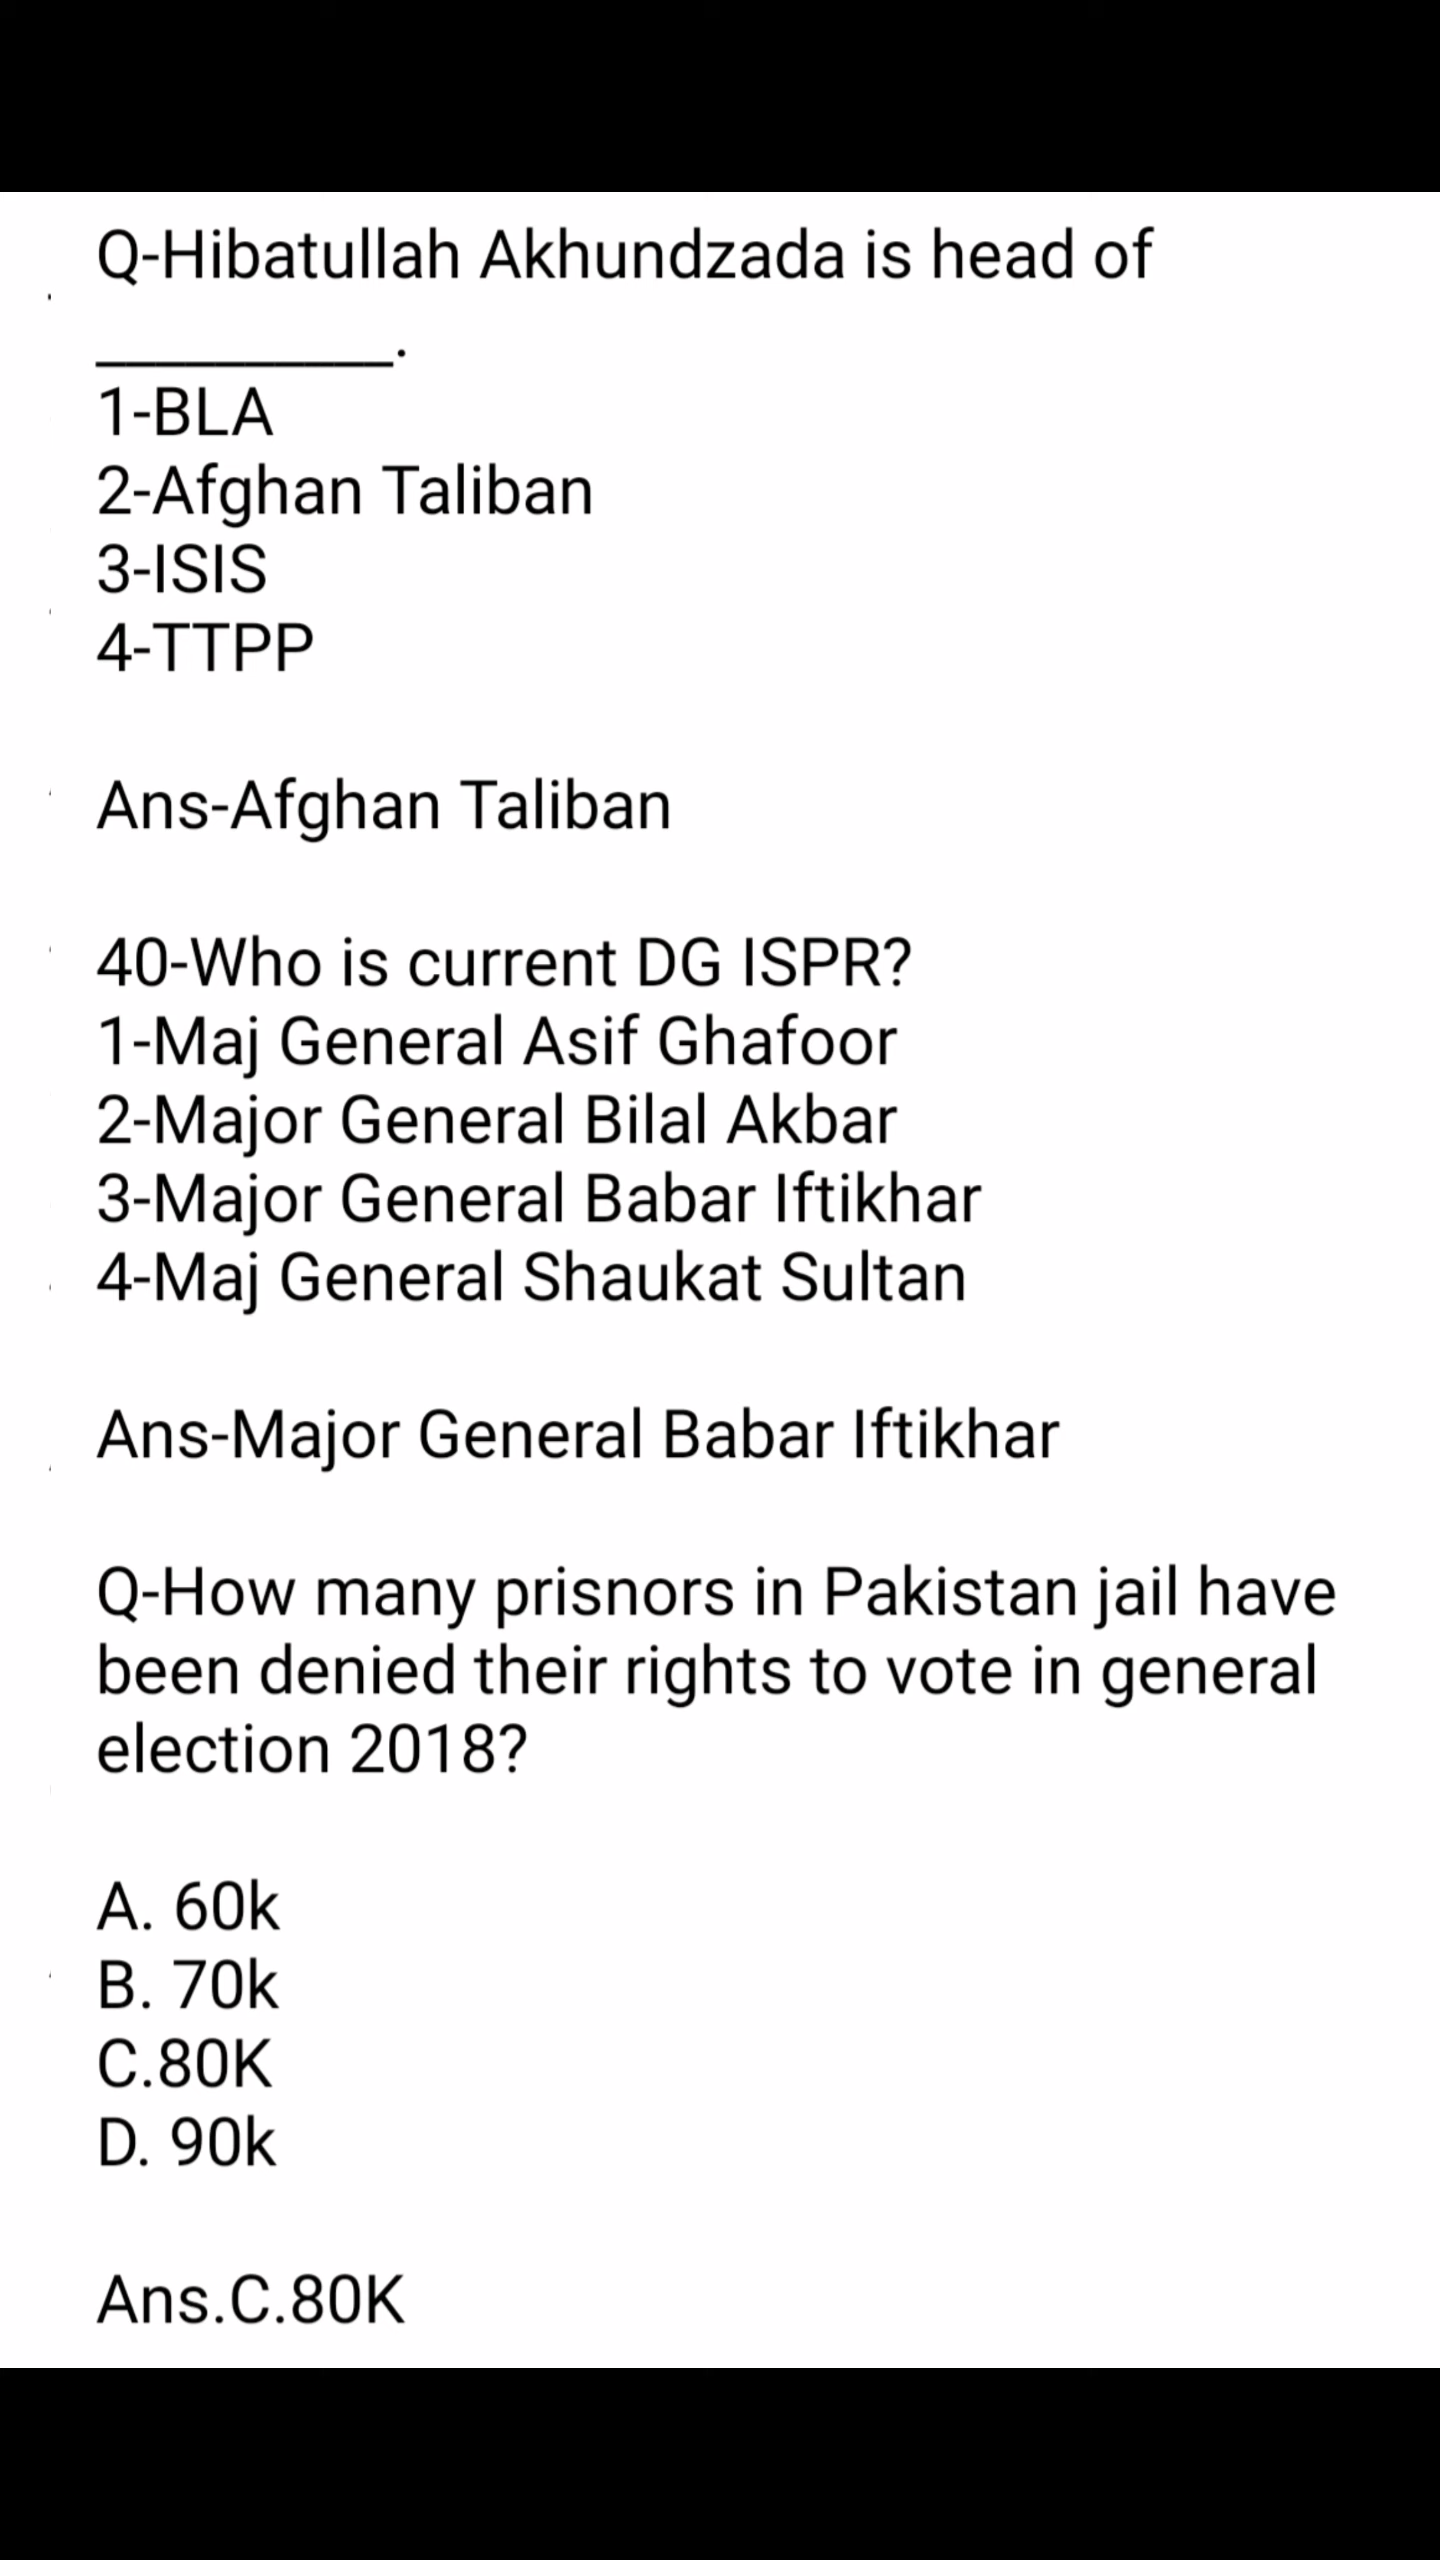 Q-Hibatullah Akhundzada is head of
__________.
1-BLA
2-Afghan Taliban
3-ISIS
4-TTPP
Ans-Afghan Taliban
40-Who is current DG ISPR?
1-Maj General Asif Ghafoor
2-Major General Bilal Akbar
3-Major General Babar Iftikhar
4-Maj General Shaukat Sultan
Ans-Major General Babar Iftikhar
Q-How many prisnors in Pakistan jail have
been denied their rights to vote in general
election 2018?
A. 60k
B. 70k
C.80K
D. 90k
Ans.C.80K